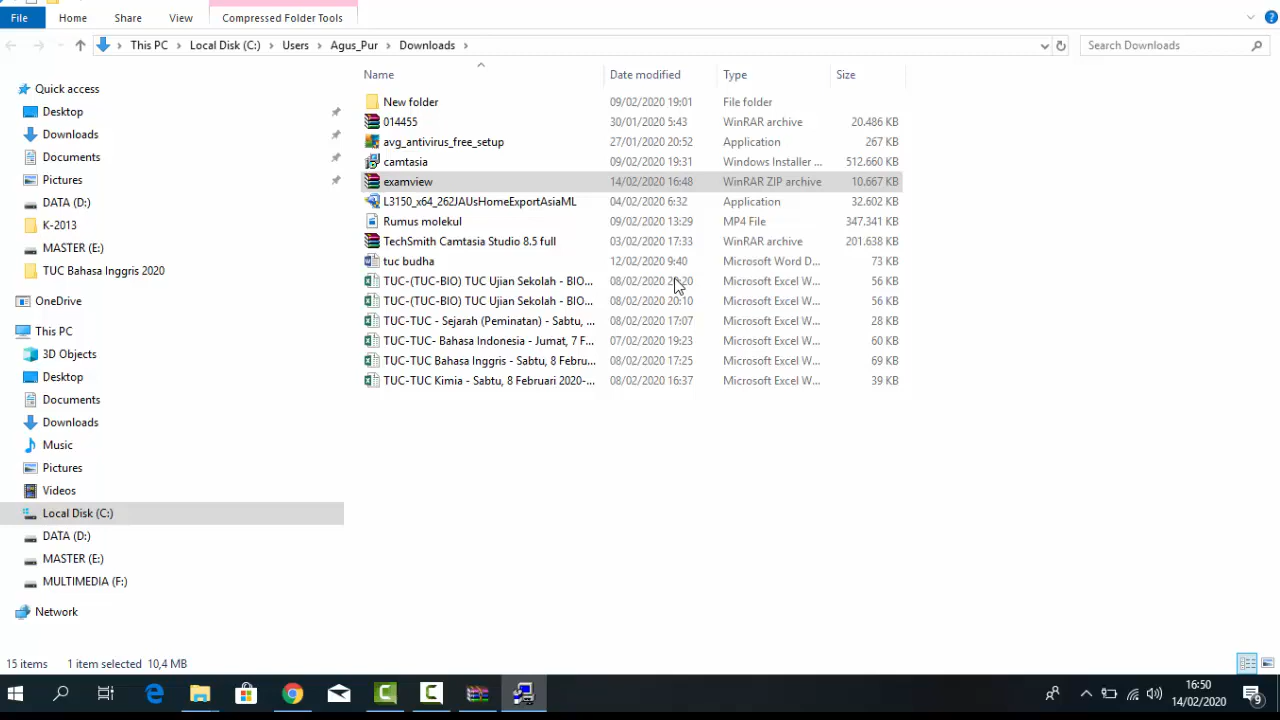 File Home Share View Compressed Folder Tools
This PC Local Disk (C:) Users Agus_Pur Downloads Search Downloads
Name Date modified Type Size
Quick access
Desktop
Downloads
Documents
Pictures
DATA (D:)
K-2013
MASTER (E:)
TUC Bahasa Inggris 2020
OneDrive
This PC
3D Objects
Desktop
Documents
Downloads
Music
Pictures
Videos
Local Disk (C:)
DATA (D:)
MASTER (E:)
MULTIMEDIA (F:)
Network
New folder 09/02/2020 19:01 File folder
014455 30/01/2020 5:43 WinRAR archive 20.486 KB
avg_antivirus_free_setup 27/01/2020 20:52 Application 267 KB
camtasia 09/02/2020 19:31 Windows Installer ... 512.660 KB
examview 14/02/2020 16:48 WinRAR ZIP archive 10.667 KB
L3150_x64_262JAUsHomeExportAsiaML 04/02/2020 6:32 Application 32.602 KB
Rumus molekul 09/02/2020 13:29 MP4 File 347.341 KB
TechSmith Camtasia Studio 8.5 full 03/02/2020 17:33 WinRAR archive 201.638 KB
tuc budha 12/02/2020 9:40 Microsoft Word D... 73 KB
TUC-(TUC-BIO) TUC Ujian Sekolah - BIO... 08/02/2020 Microsoft Excel W... 56 KB
TUC-(TUC-BIO) TUC Ujian Sekolah - BIO... 08/02/2020 20:10 Microsoft Excel W... 56 KB
TUC-TUC - Sejarah (Peminatan) - Sabtu, ... 08/02/2020 17:07 Microsoft Excel W... 28 KB
TUC-TUC- Bahasa Indonesia - Jumat, 7 F... 07/02/2020 19:23 Microsoft Excel W... 60 KB
TUC-TUC Bahasa Inggris - Sabtu, 8 Febru... 08/02/2020 17:25 Microsoft Excel W... 69 KB
TUC-TUC Kimia - Sabtu, 8 Februari 2020-... 08/02/2020 16:37 Microsoft Excel W... 39 KB
15 items 1 item selected 10,4 MB
16:50
14/02/2020
9